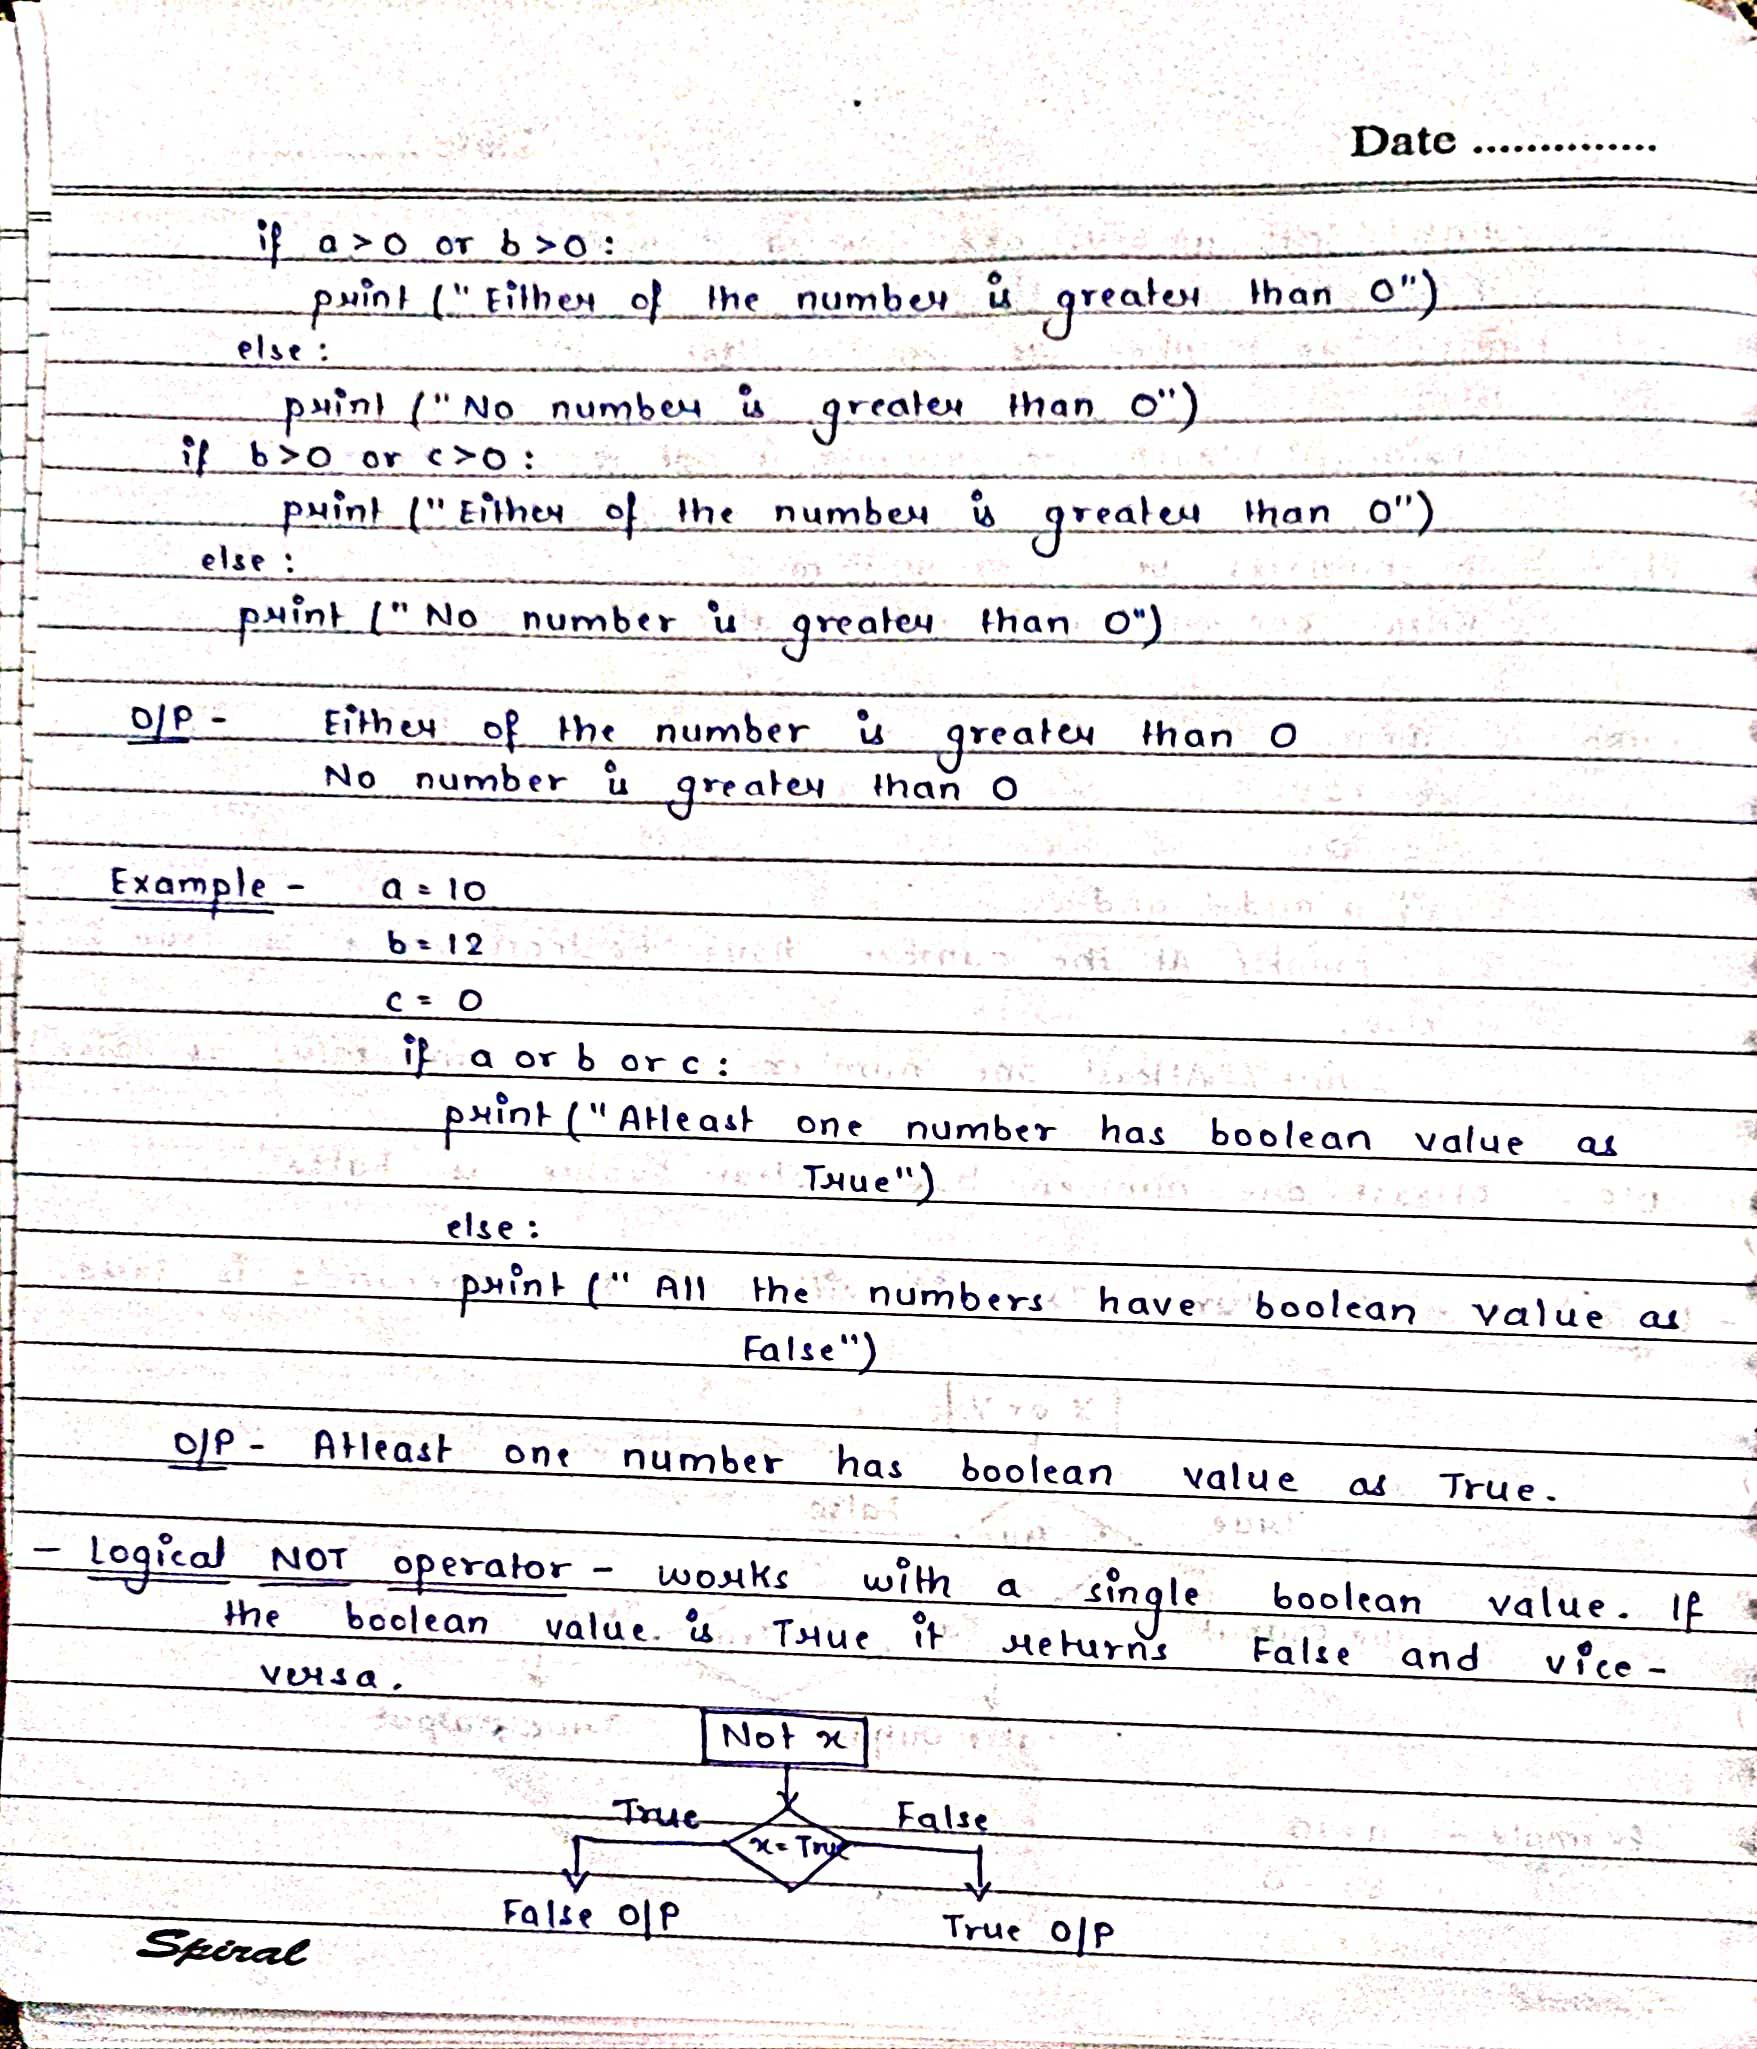 Date ..............
if a>0 or b>0 :
print ("Either of the number is greater than 0")
else :
print ("No number is greater than 0")
if b>0 or c>0 :
print ("Either of the number is greater than 0")
else :
print ("No number is greater than 0")
O/P - Either of the number is greater than 0
No number is greater than 0
Example - a = 10
b = 12
c = 0
if a or b or c :
print ("Atleast one number has boolean value as
True")
else :
print (" All the numbers have boolean value as
False")
O/P - Atleast one number has boolean value as True.
- Logical NOT operator - works with a single boolean value. If
the boolean value is True it returns False and vice-
versa.
Not x
True False
x = True
False O/P True O/P
Spiral